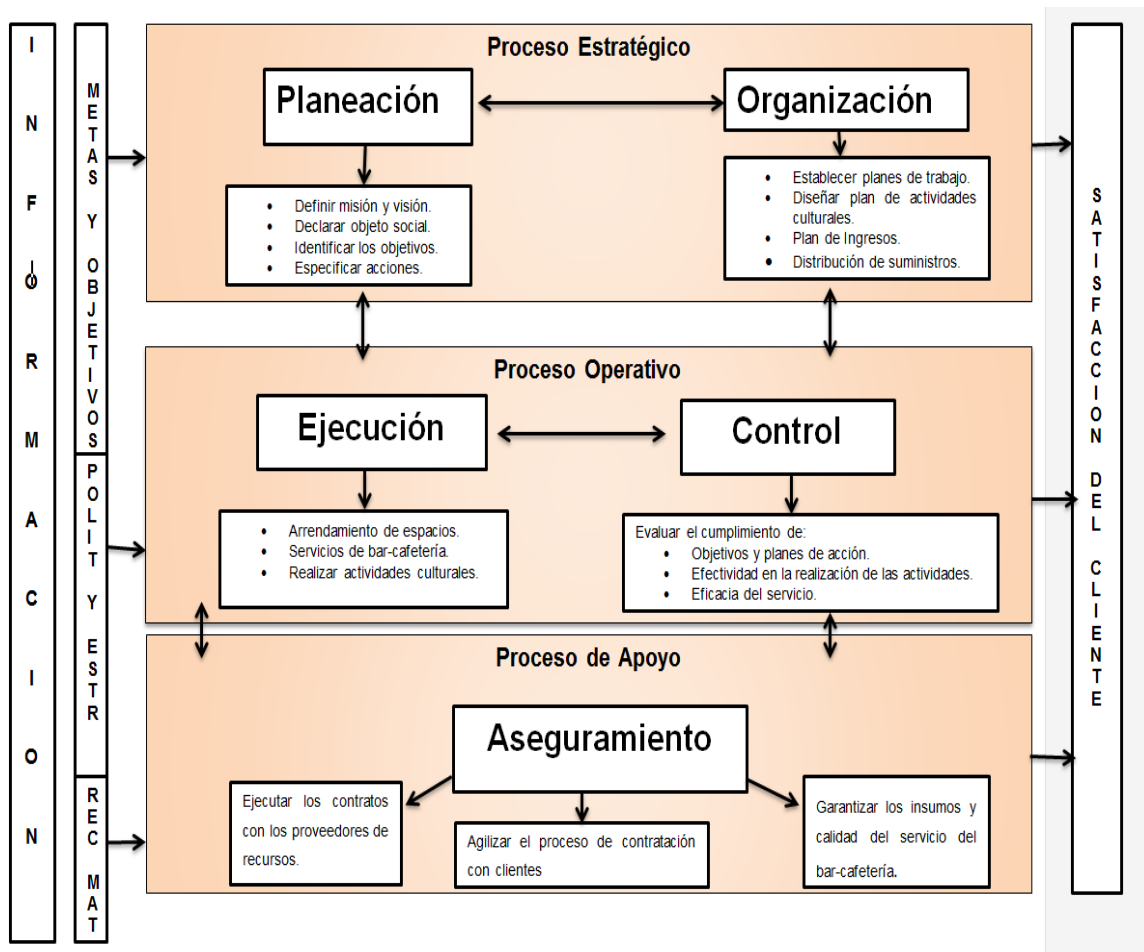 INFORMACION
METAS Y OBJETIVOS
POLIT Y ESTR
REC MAT
Proceso Estratégico
Planeación
Organización
• Definir misión y visión.
• Declarar objeto social.
• Identificar los objetivos.
• Especificar acciones.
• Establecer planes de trabajo.
• Diseñar plan de actividades
culturales.
• Plan de Ingresos.
• Distribución de suministros.
Proceso Operativo
Ejecución
Control
• Arrendamiento de espacios.
• Servicios de bar-cafetería.
• Realizar actividades culturales.
Evaluar el cumplimiento de:
• Objetivos y planes de acción.
• Efectividad en la realización de las actividades.
• Eficacia del servicio.
Proceso de Apoyo
Aseguramiento
Ejecutar los contratos
con los proveedores de
recursos.
Agilizar el proceso de contratación
con clientes
Garantizar los insumos y
calidad del servicio del
bar-cafetería.
SATISFACCION DEL CLIENTE